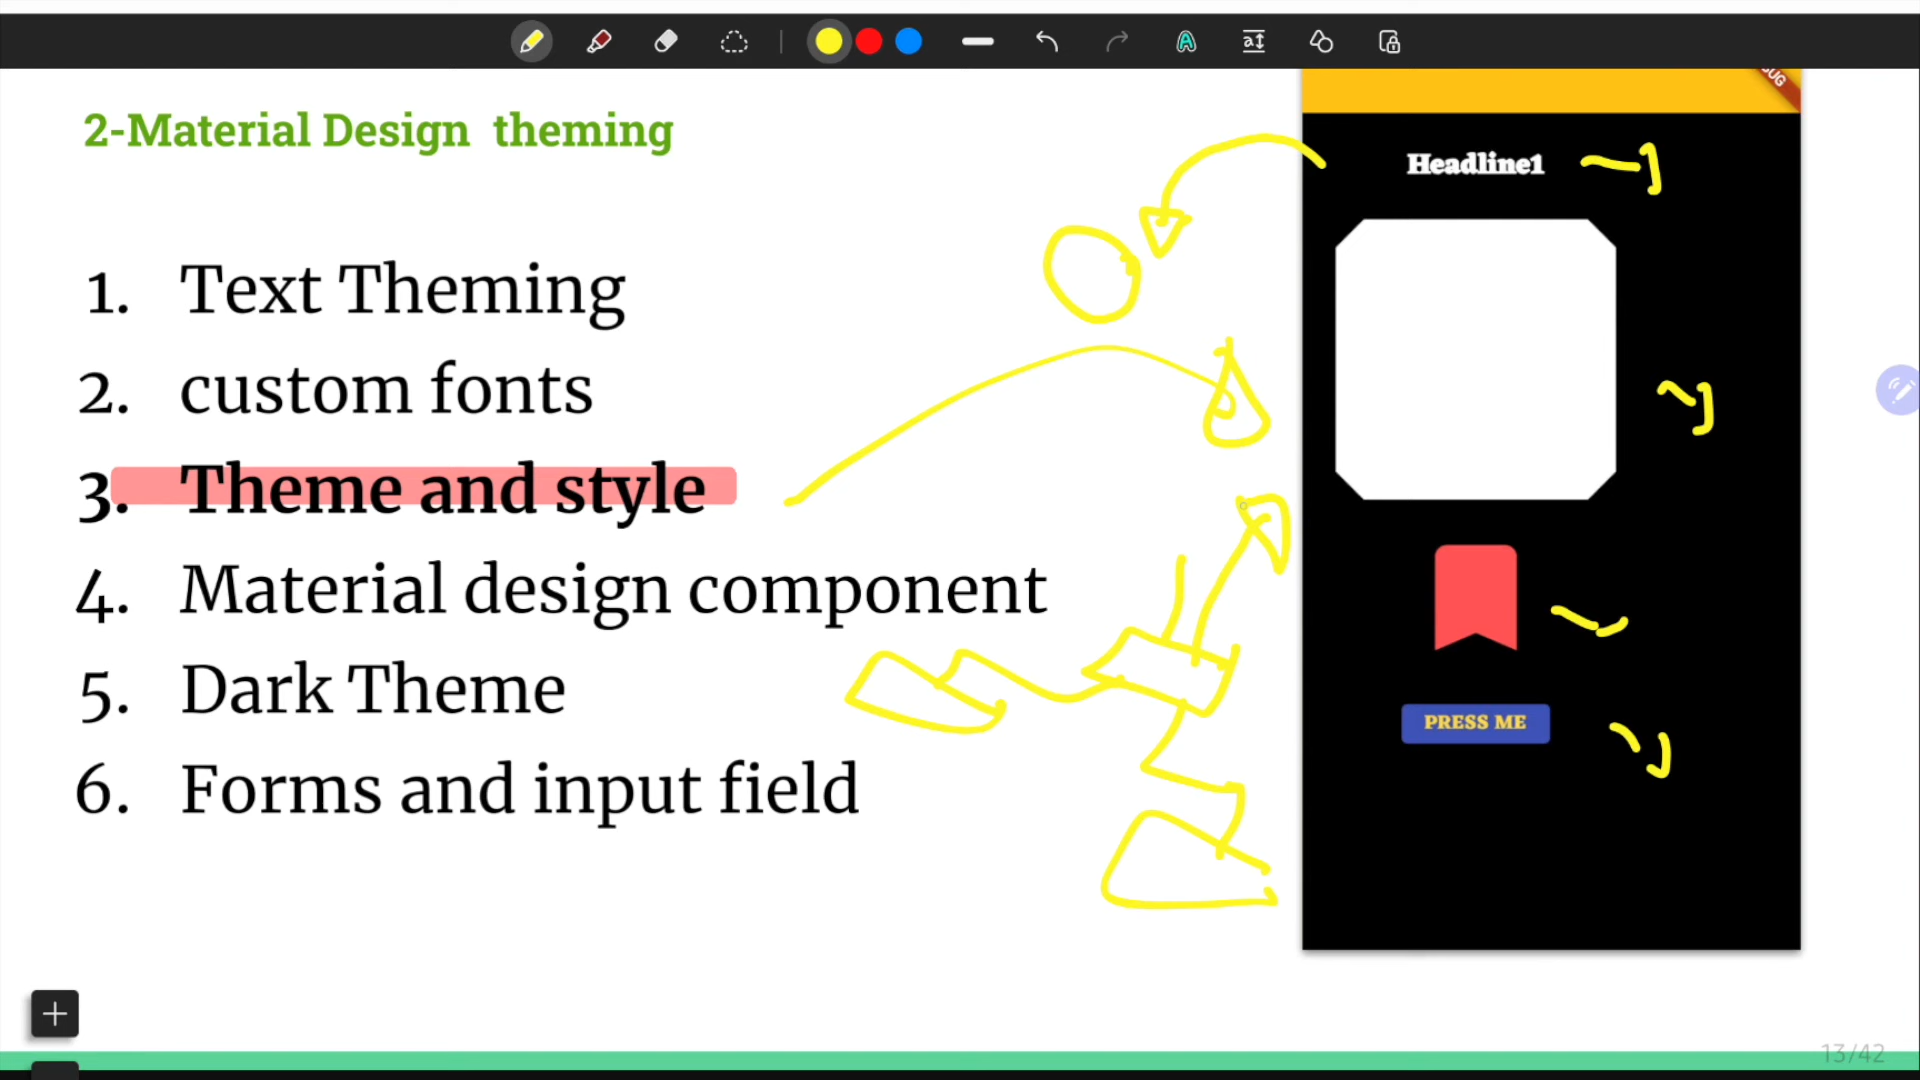 2-Material Design theming
1. Text Theming
2. custom fonts
3. Theme and style
4. Material design component
5. Dark Theme
6. Forms and input field
Headline1
PRESS ME
13/42